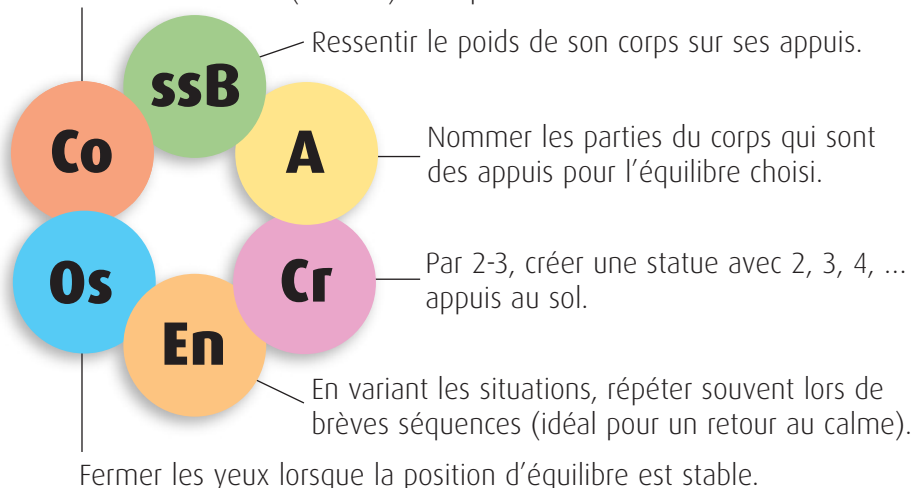 ssB
Ressentir le poids de son corps sur ses appuis.
Co
A
Nommer les parties du corps qui sont
des appuis pour l’équilibre choisi.
Os
Cr
Par 2-3, créer une statue avec 2, 3, 4, ...
appuis au sol.
En
En variant les situations, répéter souvent lors de
brèves séquences (idéal pour un retour au calme).
Fermer les yeux lorsque la position d’équilibre est stable.